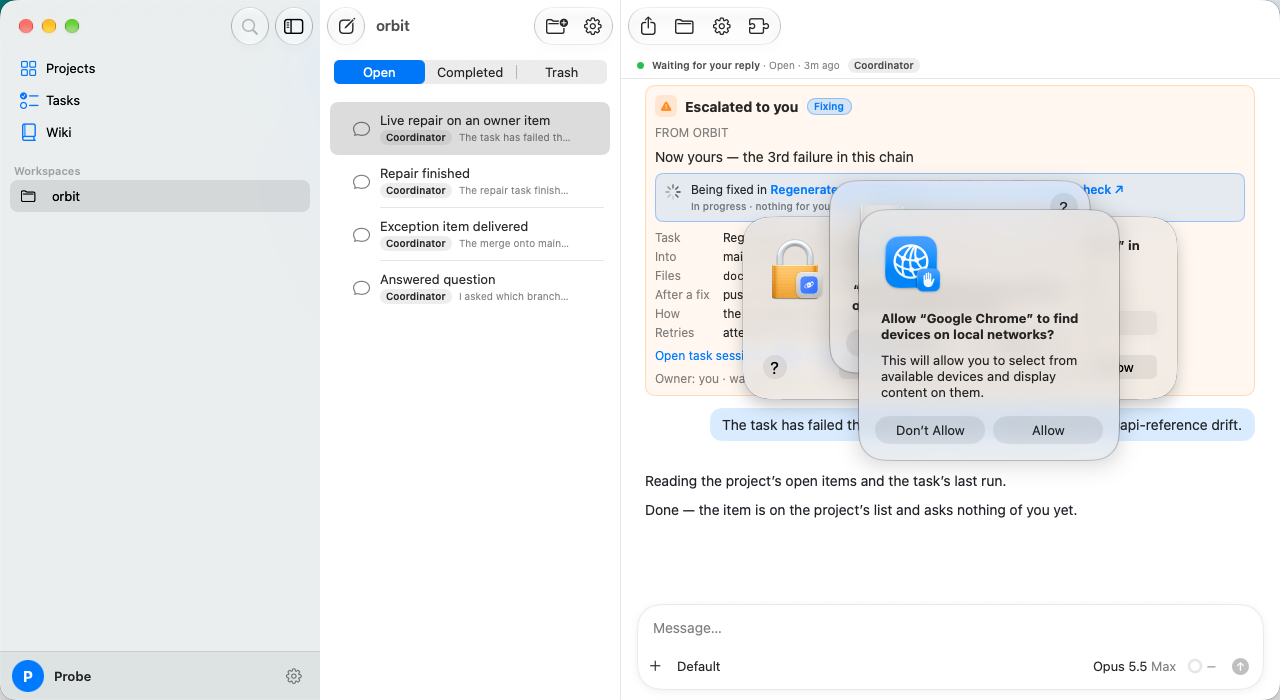 Projects
Tasks
Wiki
Workspaces
orbit
P
Probe
orbit
Open
Completed
Trash
Live repair on an owner item
Coordinator
The task has failed th…
Repair finished
Coordinator
The repair task finish…
Exception item delivered
Coordinator
The merge onto main…
Answered question
Coordinator
I asked which branch…
Waiting for your reply · Open · 3m ago
Coordinator
Escalated to you
Fixing
FROM ORBIT
Now yours — the 3rd failure in this chain
Being fixed in Regenerate
In progress · nothing for you
Task
Into
Files
After a fix
How
the
Retries
Open task
Owner: you
?
?
in
Allow “Google Chrome” to find
devices on local networks?
This will allow you to select from
available devices and display
content on them.
Don’t Allow
Allow
The task has failed
api-reference drift.
Reading the project’s open items and the task’s last run.
Done — the item is on the project’s list and asks nothing of you yet.
Message…
+ Default
Opus 5.5 Max
–